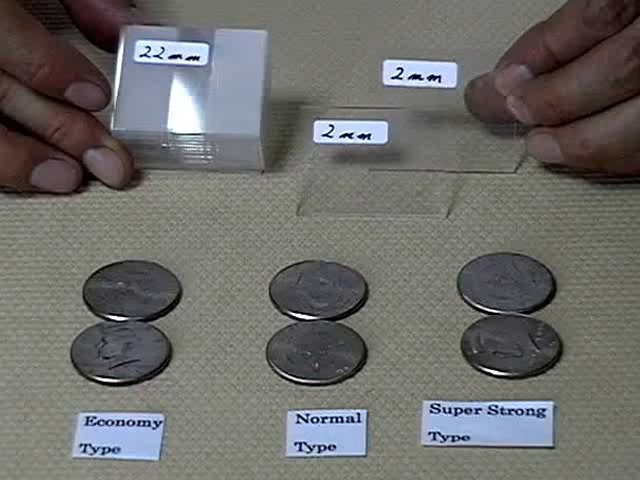 22mm
2mm
2mm
Economy
Type
Normal
Type
Super Strong
Type